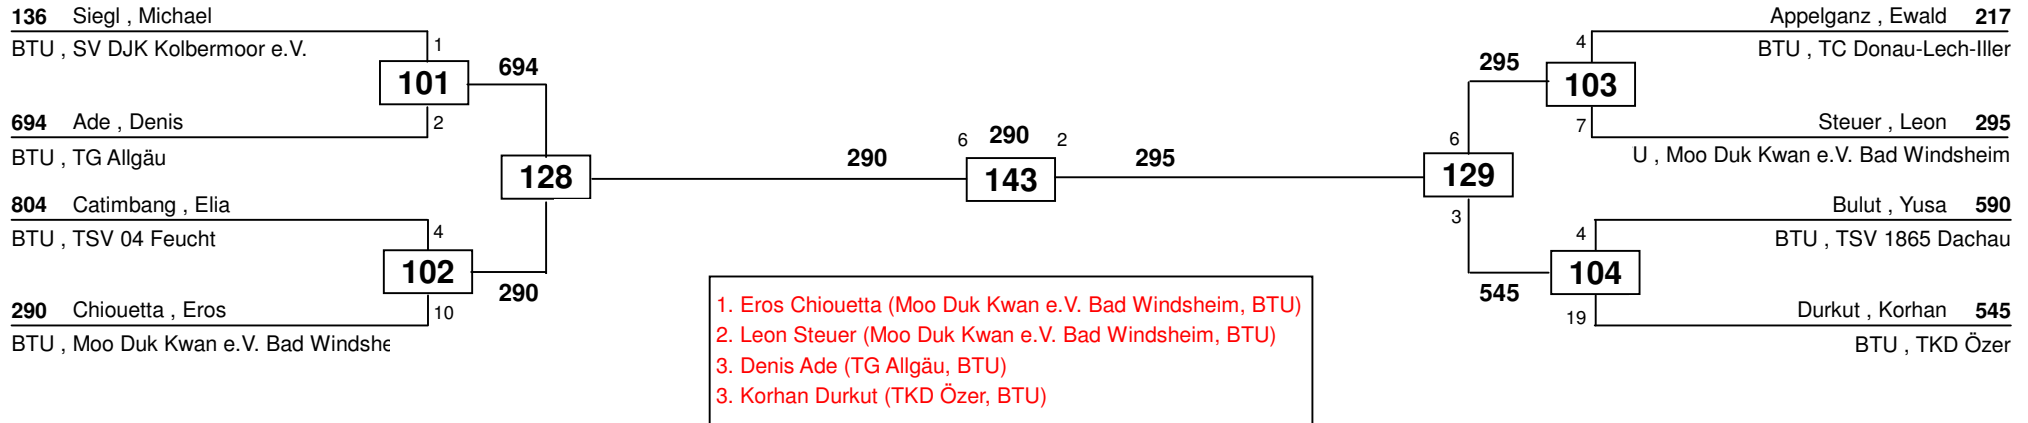 136 Siegl , Michael
BTU , SV DJK Kolbermoor e.V.
1
101
694
2
694 Ade , Denis
BTU , TG Allgäu
128
804 Catimbang , Elia
BTU , TSV 04 Feucht
4
102
290
10
290 Chiouetta , Eros
BTU , Moo Duk Kwan e.V. Bad Windshe
290
6 290 2
143
295
Appelganz , Ewald 217
BTU , TC Donau-Lech-Iller
4
295
103
7
Steuer , Leon 295
U , Moo Duk Kwan e.V. Bad Windsheim
6
129
3
Bulut , Yusa 590
BTU , TSV 1865 Dachau
4
104
545
19
Durkut , Korhan 545
BTU , TKD Özer
1. Eros Chiouetta (Moo Duk Kwan e.V. Bad Windsheim, BTU)
2. Leon Steuer (Moo Duk Kwan e.V. Bad Windsheim, BTU)
3. Denis Ade (TG Allgäu, BTU)
3. Korhan Durkut (TKD Özer, BTU)